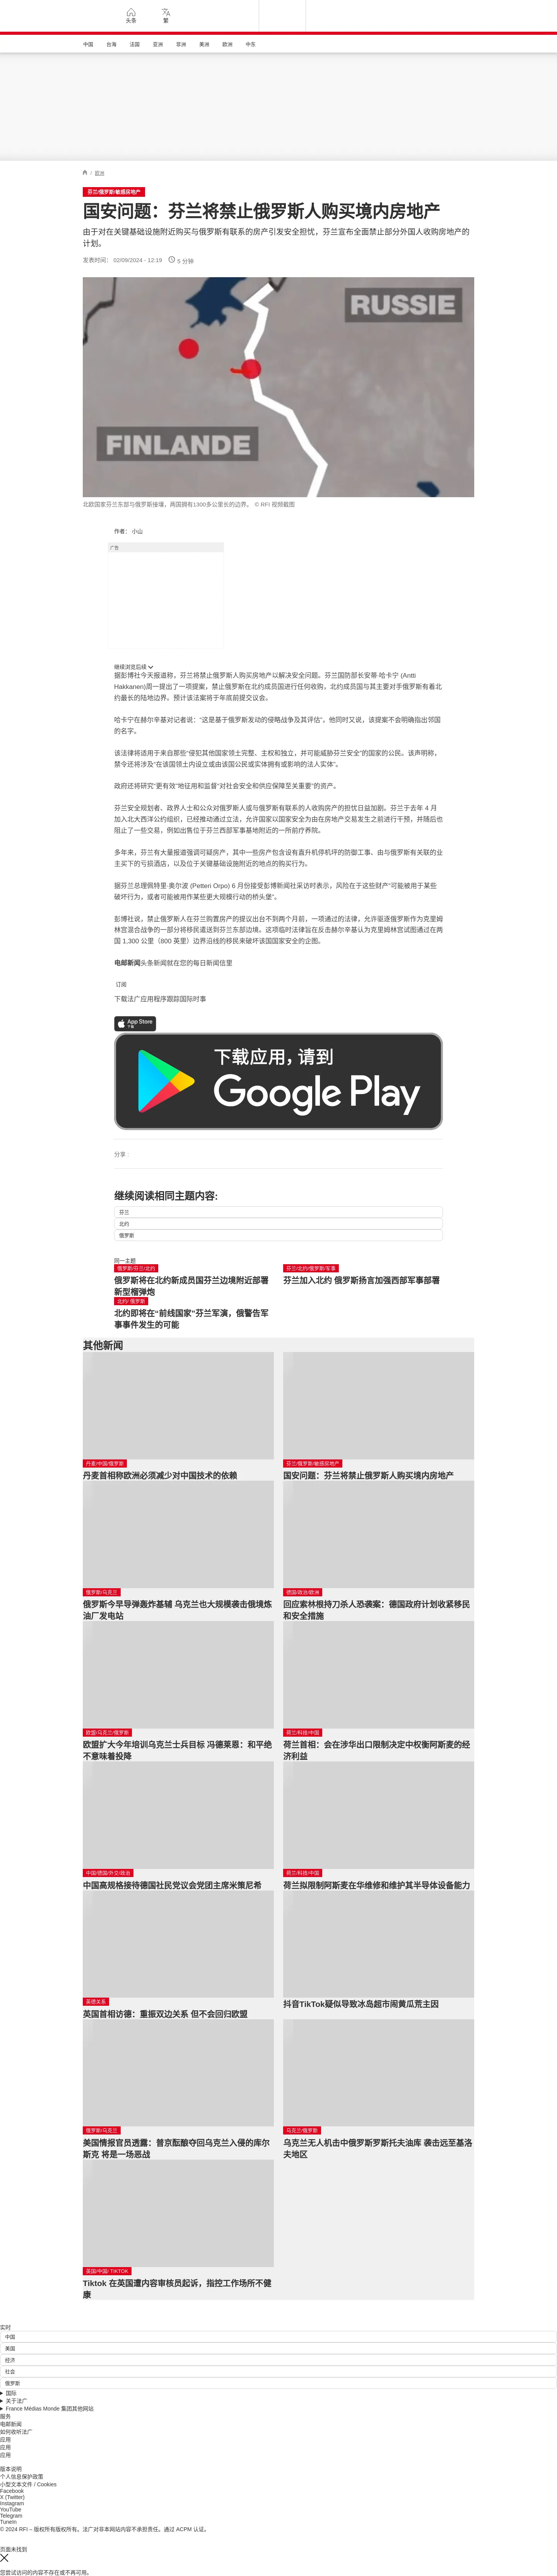 头条
繁
中国
台海
法国
亚洲
非洲
美洲
欧洲
中东
/ 欧洲
芬兰/俄罗斯/敏感房地产
国安问题：芬兰将禁止俄罗斯人购买境内房地产
由于对在关键基础设施附近购买与俄罗斯有联系的房产引发安全担忧，芬兰宣布全面禁止部分外国人收购房地产的
计划。
发表时间： 02/09/2024 - 12:19
5 分钟
RUSSIE
FINLANDE
北欧国家芬兰东部与俄罗斯接壤，两国拥有1300多公里长的边界。 © RFI 视频截图
作者： 小山
广告
继续浏览后续
据彭博社今天报道称，芬兰将禁止俄罗斯人购买房地产以解决安全问题。芬兰国防部长安蒂·哈卡宁 (Antti
Hakkanen)周一提出了一项提案，禁止俄罗斯在北约成员国进行任何收购，北约成员国与其主要对手俄罗斯有着北
约最长的陆地边界。预计该法案将于年底前提交议会。
哈卡宁在赫尔辛基对记者说：“这是基于俄罗斯发动的侵略战争及其评估”，他同时又说，该提案不会明确指出邻国
的名字。
该法律将适用于来自那些“侵犯其他国家领土完整、主权和独立，并可能威胁芬兰安全”的国家的公民。该声明称，
禁令还将涉及“在该国领土内设立或由该国公民或实体拥有或影响的法人实体”。
政府还将研究“更有效”地征用和监督“对社会安全和供应保障至关重要”的资产。
芬兰安全规划者、政界人士和公众对俄罗斯人或与俄罗斯有联系的人收购房产的担忧日益加剧。芬兰于去年 4 月
加入北大西洋公约组织，已经推动通过立法，允许国家以国家安全为由在房地产交易发生之前进行干预，并随后也
阻止了一些交易，例如出售位于芬兰西部军事基地附近的一所前疗养院。
多年来，芬兰有大量报道强调可疑房产，其中一些房产包含设有直升机停机坪的防御工事、由与俄罗斯有关联的业
主买下的亏损酒店，以及位于关键基础设施附近的地点的购买行为。
据芬兰总理佩特里·奥尔波 (Petteri Orpo) 6 月份接受彭博新闻社采访时表示，风险在于这些财产“可能被用于某些
破坏行为，或者可能被用作某些更大规模行动的桥头堡”。
彭博社说，禁止俄罗斯人在芬兰购置房产的提议出台不到两个月前，一项通过的法律，允许驱逐俄罗斯作为克里姆
林宫混合战争的一部分将移民遣送到芬兰东部边境。这项临时法律旨在反击赫尔辛基认为克里姆林宫试图通过在两
国 1,300 公里（800 英里）边界沿线的移民来破坏该国国家安全的企图。
电邮新闻头条新闻就在您的每日新闻信里
订阅
下载法广应用程序跟踪国际时事
App Store
下载
下载应用，请到
Google Play
分享 :
继续阅读相同主题内容:
芬兰
北约
俄罗斯
同一主题
俄罗斯/芬兰/北约
俄罗斯将在北约新成员国芬兰边境附近部署
新型榴弹炮
芬兰/北约/俄罗斯/军事
芬兰加入北约 俄罗斯扬言加强西部军事部署
北约/ 俄罗斯
北约即将在“前线国家”芬兰军演，俄警告军
事事件发生的可能
其他新闻
丹麦/中国/俄罗斯
丹麦首相称欧洲必须减少对中国技术的依赖
芬兰/俄罗斯/敏感房地产
国安问题：芬兰将禁止俄罗斯人购买境内房地产
俄罗斯/乌克兰
俄罗斯今早导弹轰炸基辅 乌克兰也大规模袭击俄境炼
油厂发电站
德国/政治/欧洲
回应索林根持刀杀人恐袭案：德国政府计划收紧移民
和安全措施
欧盟/乌克兰/俄罗斯
欧盟扩大今年培训乌克兰士兵目标 冯德莱恩：和平绝
不意味着投降
荷兰/科技/中国
荷兰首相：会在涉华出口限制决定中权衡阿斯麦的经
济利益
中国/德国/外交/政治
中国高规格接待德国社民党议会党团主席米策尼希
荷兰/科技/中国
荷兰拟限制阿斯麦在华维修和维护其半导体设备能力
英德关系
英国首相访德：重振双边关系 但不会回归欧盟
抖音TikTok疑似导致冰岛超市闹黄瓜荒主因
俄罗斯/乌克兰
美国情报官员透露：普京酝酿夺回乌克兰入侵的库尔
斯克 将是一场恶战
乌克兰/俄罗斯
乌克兰无人机击中俄罗斯罗斯托夫油库 袭击远至基洛
夫地区
英国/中国/ TIKTOK
Tiktok 在英国遭内容审核员起诉，指控工作场所不健
康
实时
中国
美国
经济
社会
俄罗斯
国际
关于法广
France Médias Monde 集团其他网站
服务
电邮新闻
如何收听法广
应用
应用
应用
版本说明
个人信息保护政策
小型文本文件 / Cookies
Facebook
X (Twitter)
Instagram
YouTube
Telegram
TuneIn
© 2024 RFI – 版权所有版权所有。法广对非本网站内容不承担责任。通过 ACPM 认证。
页面未找到
您尝试访问的内容不存在或不再可用。